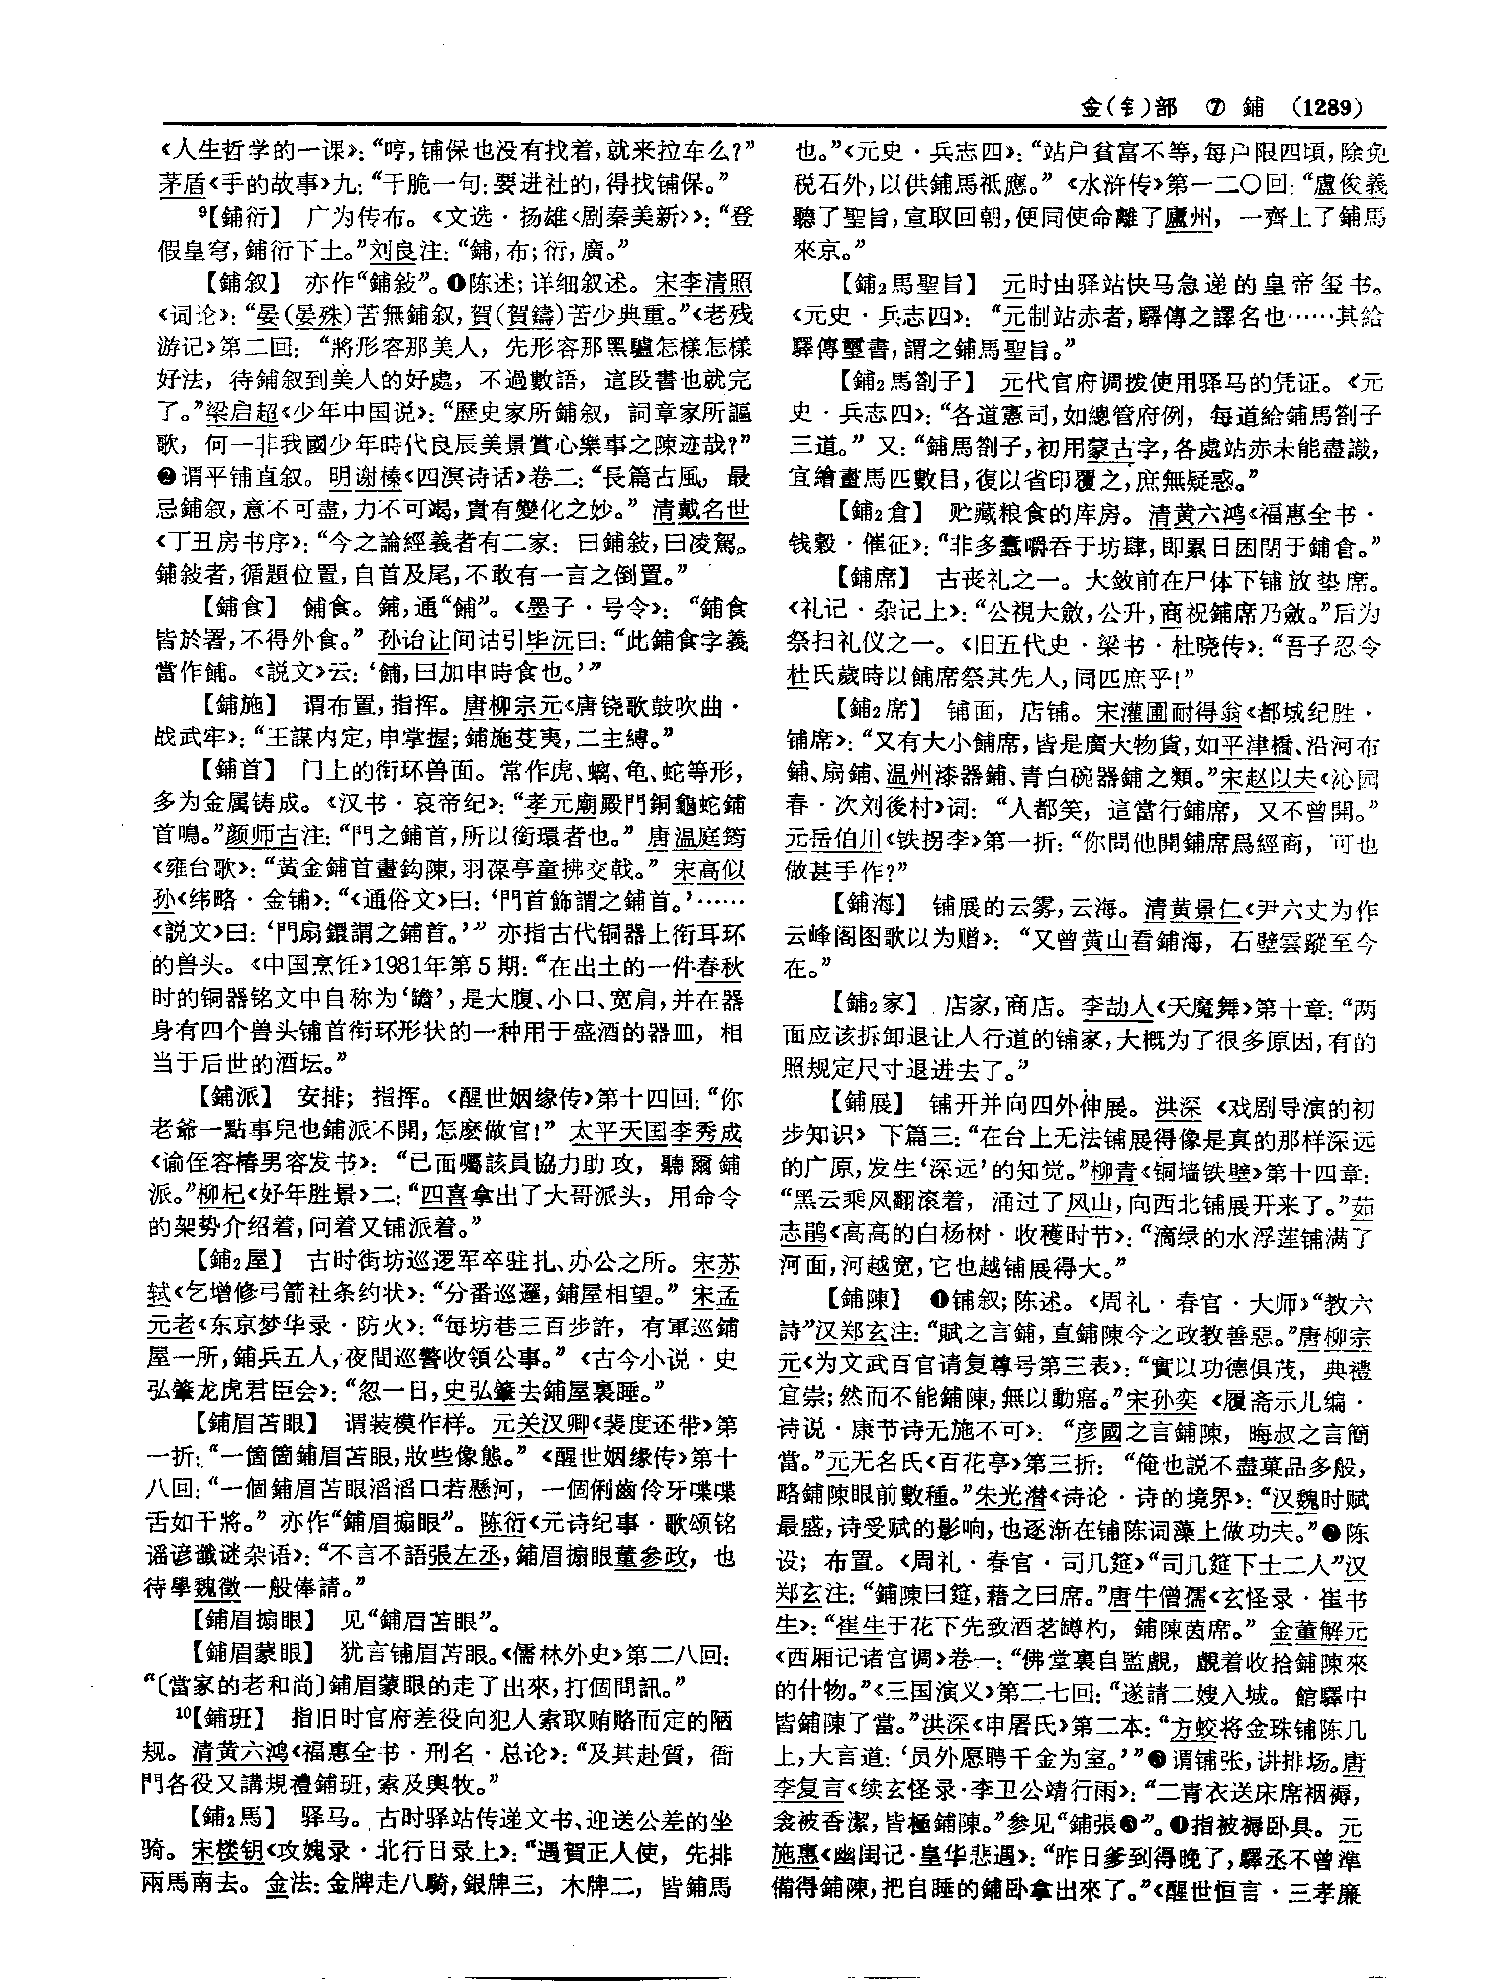 金(钅)部 ⑦ 鋪 (1289)
《人生哲学的一课》：“哼，铺保也没有找着，就来拉车么？”
茅盾《手的故事》九：“干脆一句：要进社的，得找铺保。”
⁹【鋪衍】 广为传布。《文选·扬雄〈剧秦美新〉》：“登
假皇穹，鋪衍下土。”刘良注：“鋪，布；衍，廣。”
【鋪叙】 亦作“鋪敍”。❶陈述；详细叙述。宋李清照
《词论》：“晏（晏殊）苦無鋪叙，賀（賀鑄）苦少典重。”《老残
游记》第二回：“將形容那美人，先形容那黑驢怎樣怎樣
好法，待鋪叙到美人的好處，不過數語，這段書也就完
了。”梁启超《少年中国说》：“歷史家所鋪叙，詞章家所謳
歌，何一非我國少年時代良辰美景賞心樂事之陳迹哉？”
❷谓平铺直叙。明谢榛《四溟诗话》卷二：“長篇古風，最
忌鋪叙，意不可盡，力不可竭，貴有變化之妙。”清戴名世
《丁丑房书序》：“今之論經義者有二家：曰鋪敍，曰凌駕。
鋪敍者，循題位置，自首及尾，不敢有一言之倒置。”
【鋪食】 餔食。鋪，通“餔”。《墨子·号令》：“鋪食
皆於署，不得外食。”孙诒让间诂引毕沅曰：“此鋪食字義
當作餔。《説文》云：‘餔，日加申時食也。’”
【鋪施】 谓布置，指挥。唐柳宗元《唐铙歌鼓吹曲·
战武牢》：“王謀内定，申掌握；鋪施芟夷，二主縛。”
【鋪首】 门上的衔环兽面。常作虎、螭、龟、蛇等形，
多为金属铸成。《汉书·哀帝纪》：“孝元廟殿門銅龜蛇鋪
首鳴。”颜师古注：“門之鋪首，所以銜環者也。”唐温庭筠
《雍台歌》：“黄金鋪首畫鈎陳，羽葆亭童拂交戟。”宋高似
孙《纬略·金铺》：“《通俗文》曰：‘門首飾謂之鋪首。’……
《説文》曰：‘門扇鐶謂之鋪首。’”亦指古代铜器上衔耳环
的兽头。《中国烹饪》1981年第5期：“在出土的一件春秋
时的铜器铭文中自称为‘䉡’，是大腹、小口、宽肩，并在器
身有四个兽头铺首衔环形状的一种用于盛酒的器皿，相
当于后世的酒坛。”
【鋪派】 安排；指挥。《醒世姻缘传》第十四回：“你
老爺一點事兒也鋪派不開，怎麽做官！”太平天国李秀成
《谕侄容椿男容发书》：“已面囑該員協力助攻，聽爾鋪
派。”柳杞《好年胜景》二：“四喜拿出了大哥派头，用命令
的架势介绍着，问着又铺派着。”
【鋪₂屋】 古时街坊巡逻军卒驻扎、办公之所。宋苏
轼《乞增修弓箭社条约状》：“分番巡邏，鋪屋相望。”宋孟
元老《东京梦华录·防火》：“每坊巷三百步許，有軍巡鋪
屋一所，鋪兵五人，夜間巡警收領公事。”《古今小说·史
弘肇龙虎君臣会》：“忽一日，史弘肇去鋪屋裏睡。”
【鋪眉苫眼】 谓装模作样。元关汉卿《裴度还带》第
一折：“一箇箇鋪眉苫眼，妝些像態。”《醒世姻缘传》第十
八回：“一個鋪眉苫眼滔滔口若懸河，一個俐齒伶牙喋喋
舌如干將。”亦作“鋪眉搧眼”。陈衍《元诗纪事·歌颂铭
谣谚谶谜杂语》：“不言不語張左丞，鋪眉搧眼董參政，也
待學魏徵一般俸請。”
【鋪眉搧眼】 见“鋪眉苫眼”。
【鋪眉蒙眼】 犹言铺眉苫眼。《儒林外史》第二八回：
“〔當家的老和尚〕鋪眉蒙眼的走了出來，打個問訊。”
¹⁰【鋪班】 指旧时官府差役向犯人索取贿赂而定的陋
规。清黄六鸿《福惠全书·刑名·总论》：“及其赴質，衙
門各役又講規禮鋪班，索及輿牧。”
【鋪₂馬】 驿马。古时驿站传递文书、迎送公差的坐
骑。宋楼钥《攻媿录·北行日录上》：“遇賀正人使，先排
兩馬南去。金法：金牌走八騎，銀牌三，木牌二，皆鋪馬
也。”《元史·兵志四》：“站户貧富不等，每户限四頃，除免
税石外，以供鋪馬祗應。”《水浒传》第一二〇回：“盧俊義
聽了聖旨，宣取回朝，便同使命離了廬州，一齊上了鋪馬
來京。”
【鋪₂馬聖旨】 元时由驿站快马急递的皇帝玺书。
《元史·兵志四》：“元制站赤者，驛傳之譯名也……其給
驛傳璽書，謂之鋪馬聖旨。”
【鋪₂馬劄子】 元代官府调拨使用驿马的凭证。《元
史·兵志四》：“各道憲司，如總管府例，每道給鋪馬劄子
三道。”又：“鋪馬劄子，初用蒙古字，各處站赤未能盡識，
宜繪畫馬匹數目，復以省印覆之，庶無疑惑。”
【鋪₂倉】 贮藏粮食的库房。清黄六鸿《福惠全书·
钱穀·催征》：“非多蠹嚼吞于坊肆，即累日困閉于鋪倉。”
【鋪席】 古丧礼之一。大敛前在尸体下铺放垫席。
《礼记·杂记上》：“公視大斂，公升，商祝鋪席乃斂。”后为
祭扫礼仪之一。《旧五代史·梁书·杜晓传》：“吾子忍令
杜氏歲時以鋪席祭其先人，同匹庶乎！”
【鋪₂席】 铺面，店铺。宋灌圃耐得翁《都城纪胜·
铺席》：“又有大小鋪席，皆是廣大物貨，如平津橋、沿河布
鋪、扇鋪、温州漆器鋪、青白碗器鋪之類。”宋赵以夫《沁园
春·次刘後村》词：“人都笑，這當行鋪席，又不曾開。”
元岳伯川《铁拐李》第一折：“你問他開鋪席爲經商，可也
做甚手作？”
【鋪海】 铺展的云雾，云海。清黄景仁《尹六丈为作
云峰阁图歌以为赠》：“又曾黄山看鋪海，石壁雲蹤至今
在。”
【鋪₂家】 店家，商店。李劼人《天魔舞》第十章：“两
面应该拆卸退让人行道的铺家，大概为了很多原因，有的
照规定尺寸退进去了。”
【鋪展】 铺开并向四外伸展。洪深《戏剧导演的初
步知识》下篇三：“在台上无法铺展得像是真的那样深远
的广原，发生‘深远’的知觉。”柳青《铜墙铁壁》第十四章：
“黑云乘风翻滚着，涌过了风山，向西北铺展开来了。”茹
志鹃《高高的白杨树·收穫时节》：“滴绿的水浮莲铺满了
河面，河越宽，它也越铺展得大。”
【鋪陳】 ❶铺叙；陈述。《周礼·春官·大师》“教六
詩”汉郑玄注：“賦之言鋪，直鋪陳今之政教善惡。”唐柳宗
元《为文武百官请复尊号第三表》：“實以功德俱茂，典禮
宜崇；然而不能鋪陳，無以動寤。”宋孙奕《履斋示儿编·
诗说·康节诗无施不可》：“彦國之言鋪陳，晦叔之言簡
當。”元无名氏《百花亭》第三折：“俺也説不盡菓品多般，
略鋪陳眼前數種。”朱光潜《诗论·诗的境界》：“汉魏时赋
最盛，诗受赋的影响，也逐渐在铺陈词藻上做功夫。”❷陈
设；布置。《周礼·春官·司几筵》“司几筵下士二人”汉
郑玄注：“鋪陳曰筵，藉之曰席。”唐牛僧孺《玄怪录·崔书
生》：“崔生于花下先致酒茗罇杓，鋪陳茵席。”金董解元
《西厢记诸宫调》卷一：“佛堂裏自監覷，覷着收拾鋪陳來
的什物。”《三国演义》第二七回：“遂請二嫂入城。館驛中
皆鋪陳了當。”洪深《申屠氏》第二本：“方蛟将金珠铺陈几
上，大言道：‘员外愿聘千金为室。’”❸谓铺张，讲排场。唐
李复言《续玄怪录·李卫公靖行雨》：“二青衣送床席裀褥，
衾被香潔，皆極鋪陳。”参见“鋪張❸”。❹指被褥卧具。元
施惠《幽闺记·皇华悲遇》：“昨日爹到得晚了，驛丞不曾準
備得鋪陳，把自睡的鋪卧拿出來了。”《醒世恒言·三孝廉